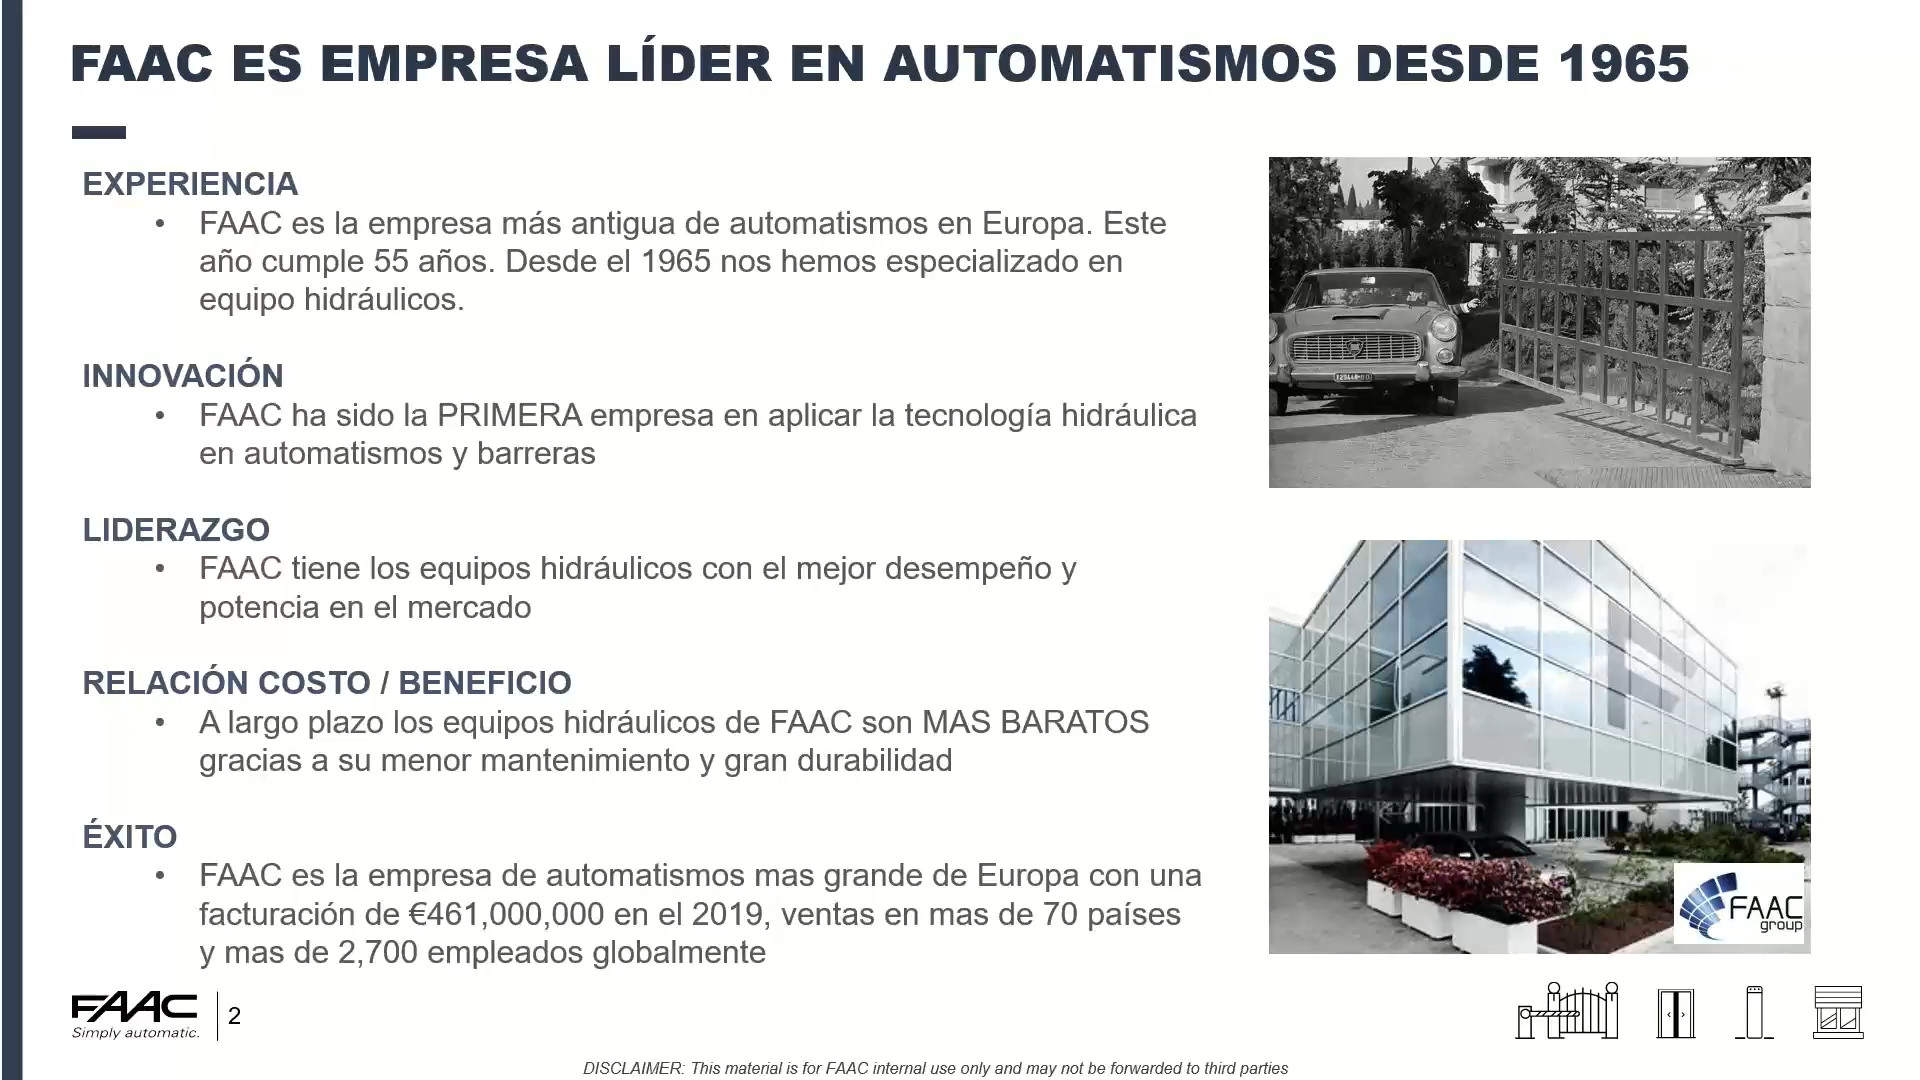 FAAC ES EMPRESA LÍDER EN AUTOMATISMOS DESDE 1965
EXPERIENCIA
• FAAC es la empresa más antigua de automatismos en Europa. Este
año cumple 55 años. Desde el 1965 nos hemos especializado en
equipo hidráulicos.
INNOVACIÓN
• FAAC ha sido la PRIMERA empresa en aplicar la tecnología hidráulica
en automatismos y barreras
LIDERAZGO
• FAAC tiene los equipos hidráulicos con el mejor desempeño y
potencia en el mercado
RELACIÓN COSTO / BENEFICIO
• A largo plazo los equipos hidráulicos de FAAC son MAS BARATOS
gracias a su menor mantenimiento y gran durabilidad
ÉXITO
• FAAC es la empresa de automatismos mas grande de Europa con una
facturación de €461,000,000 en el 2019, ventas en mas de 70 países
y mas de 2,700 empleados globalmente
FAAC
group
FAAC
Simply automatic.
2
DISCLAIMER: This material is for FAAC internal use only and may not be forwarded to third parties